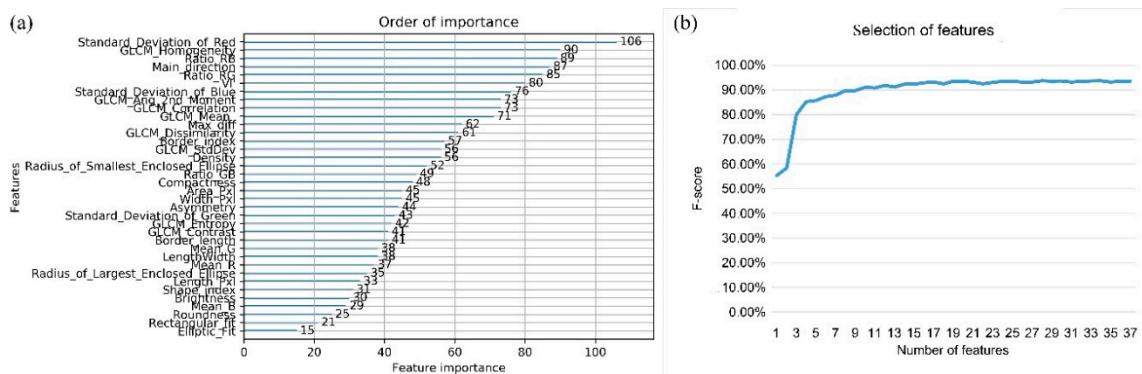 (a)
Order of importance
Features
Standard_Deviation_of_Red 106
GLCM_Homogeneity 90
Ratio_RB 89
Main_direction 87
Ratio_RG 85
VI 80
Standard_Deviation_of_Blue 76
GLCM_Ang_2nd_Moment 73
GLCM_Correlation 73
GLCM_Mean_ 71
Max_diff 62
GLCM_Dissimilarity 61
Border_index 57
GLCM_StdDev 56
Density 56
Radius_of_Smallest_Enclosed_Ellipse 52
Ratio_GB 49
Compactness 48
Area_Pxl 45
Width_Pxl 45
Asymmetry 44
Standard_Deviation_of_Green 43
GLCM_Entropy 42
GLCM_Contrast 41
Border_length 41
Mean_G 38
LengthWidth 38
Mean_R 37
Radius_of_Largest_Enclosed_Ellipse 35
Length_Pxl 33
Shape_index 31
Brightness 30
Mean_B 29
Roundness 25
Rectangular_fit 21
Elliptic_Fit 15
0 20 40 60 80 100
Feature importance
(b)
Selection of features
F-score
100.00%
90.00%
80.00%
70.00%
60.00%
50.00%
40.00%
30.00%
20.00%
10.00%
0.00%
1 3 5 7 9 11 13 15 17 19 21 23 25 27 29 31 33 35 37
Number of features